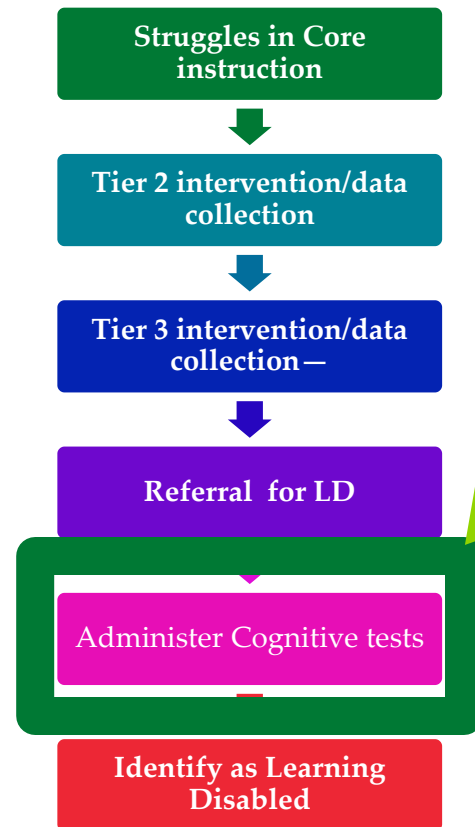 Struggles in Core
instruction
Tier 2 intervention/data
collection
Tier 3 intervention/data
collection—
Referral for LD
Administer Cognitive tests
Identify as Learning
Disabled